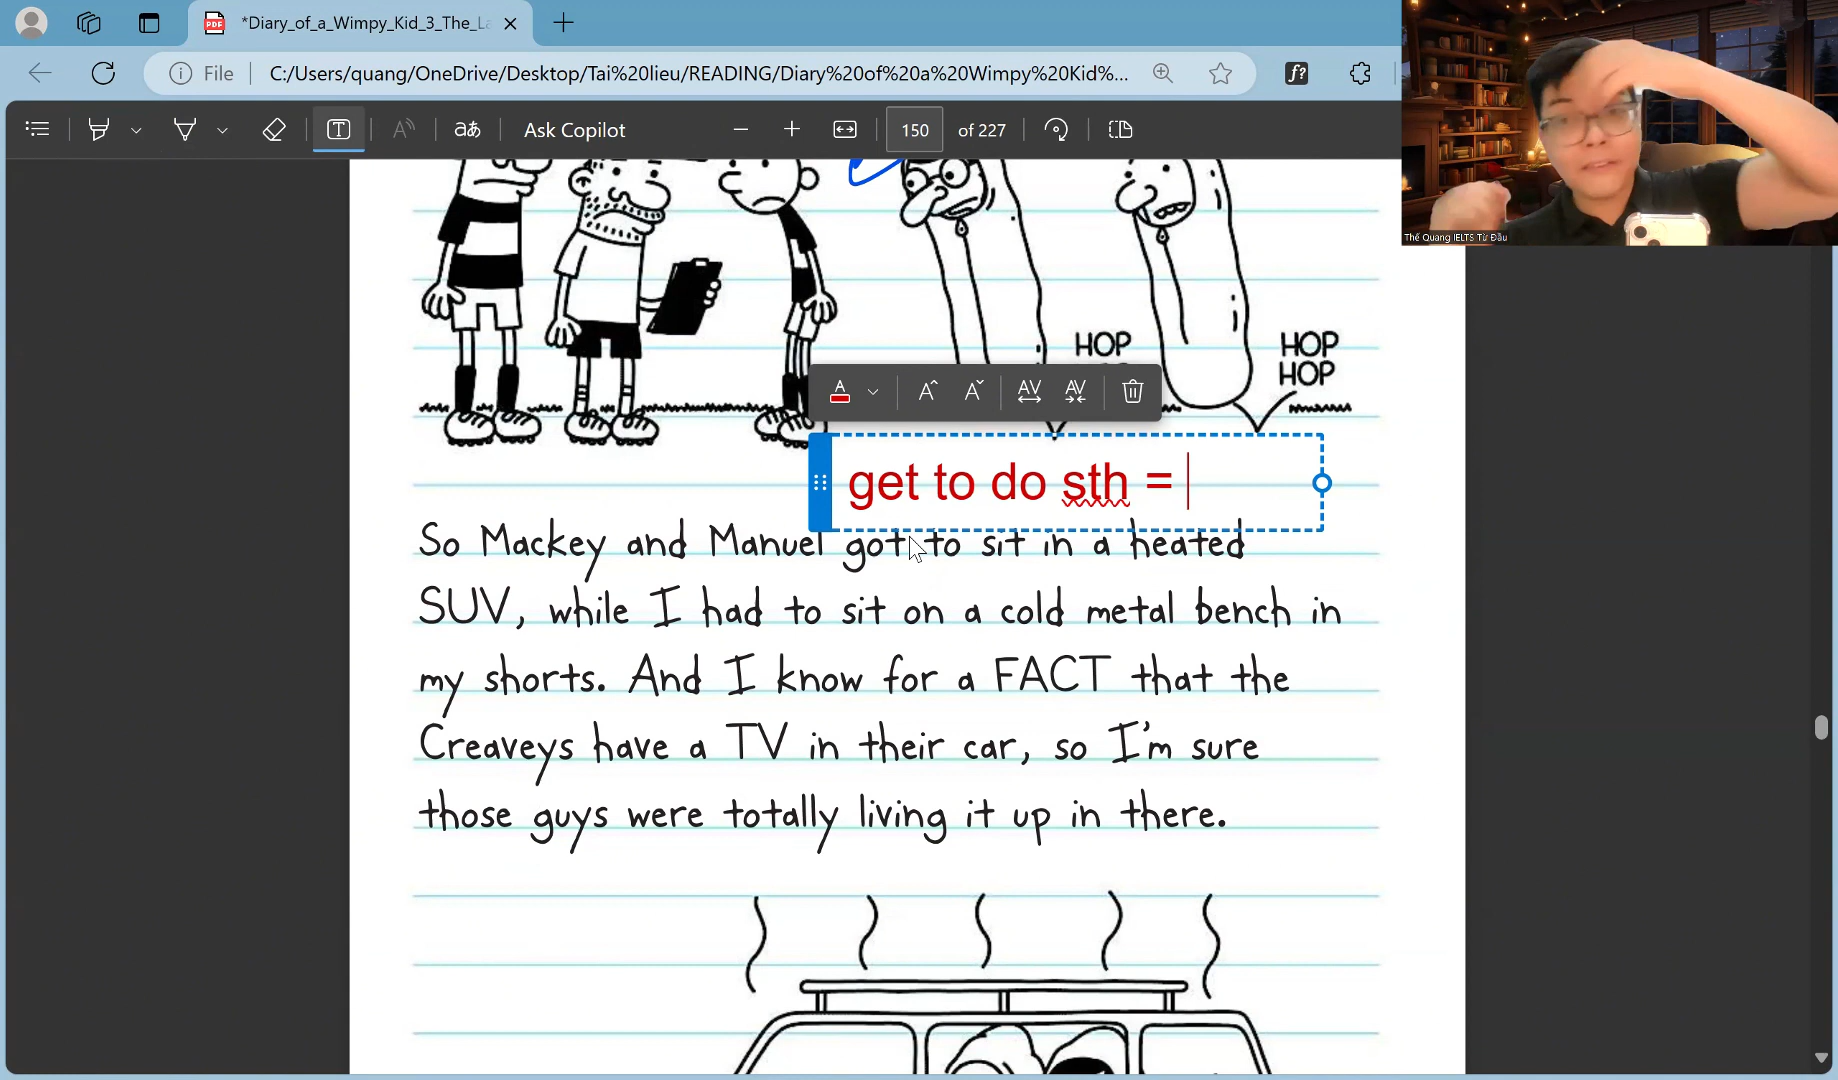 *Diary_of_a_Wimpy_Kid_3_The_La
File
C:/Users/quang/OneDrive/Desktop/Tai%20lieu/READING/Diary%20of%20a%20Wimpy%20Kid%...
Ask Copilot
150 of 227
Thế Quang IELTS Từ Đầu
HOP
HOP
HOP
get to do sth =
So Mackey and Manuel got to sit in a heated
SUV, while I had to sit on a cold metal bench in
my shorts. And I know for a FACT that the
Creaveys have a TV in their car, so I'm sure
those guys were totally living it up in there.